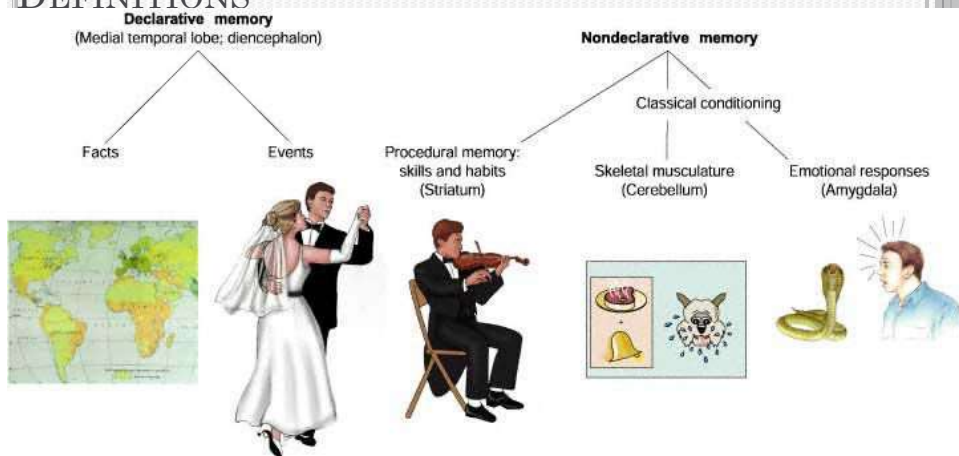 DEFINITIONS
Declarative memory
(Medial temporal lobe; diencephalon)
Nondeclarative memory
Classical conditioning
Facts
Events
Procedural memory:
skills and habits
(Striatum)
Skeletal musculature
(Cerebellum)
Emotional responses
(Amygdala)
+